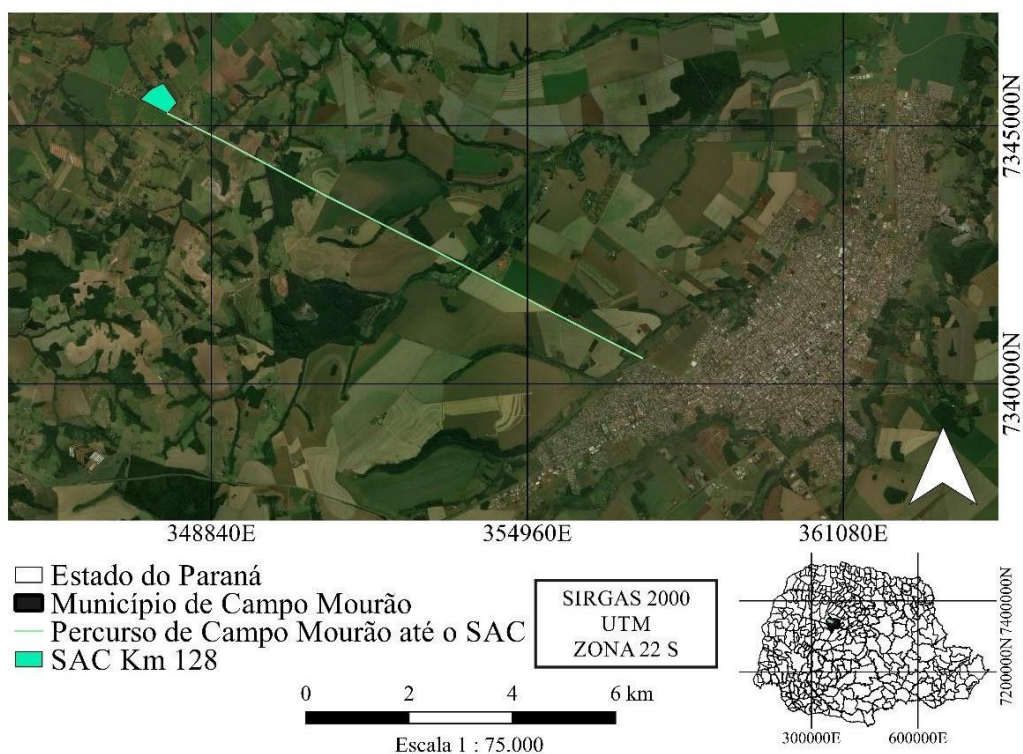 7345000N
7340000N
348840E
354960E
361080E
Estado do Paraná
Município de Campo Mourão
Percurso de Campo Mourão até o SAC
SAC Km 128
SIRGAS 2000
UTM
ZONA 22 S
0 2 4 6 km
Escala 1 : 75.000
7400000N
7200000N
300000E
600000E